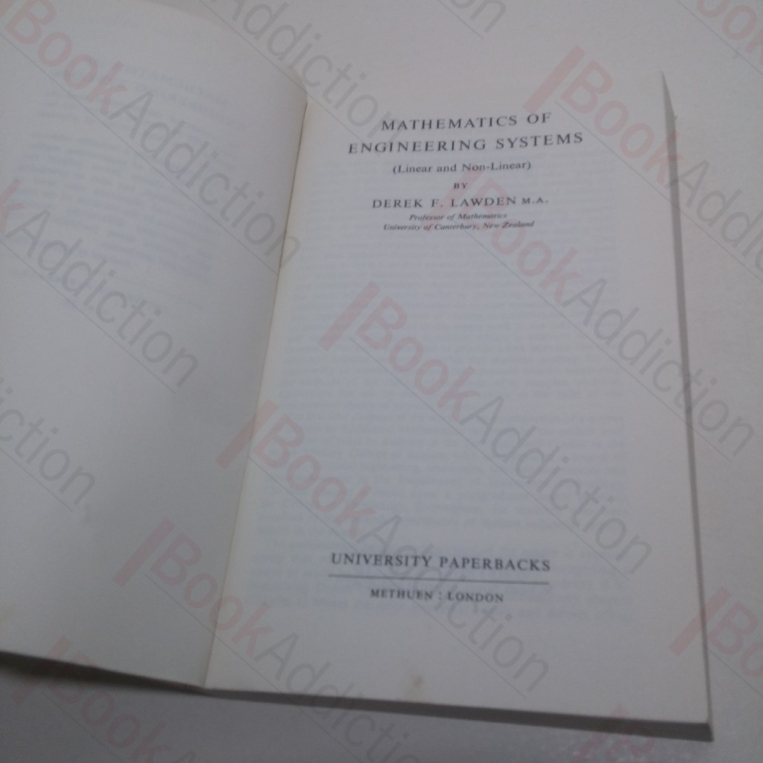 MATHEMATICS OF
ENGINEERING SYSTEMS
(Linear and Non-Linear)
BY
DEREK F. LAWDEN M.A.
Professor of Mathematics
University of Canterbury, New Zealand
UNIVERSITY PAPERBACKS
METHUEN : LONDON
BookAddiction